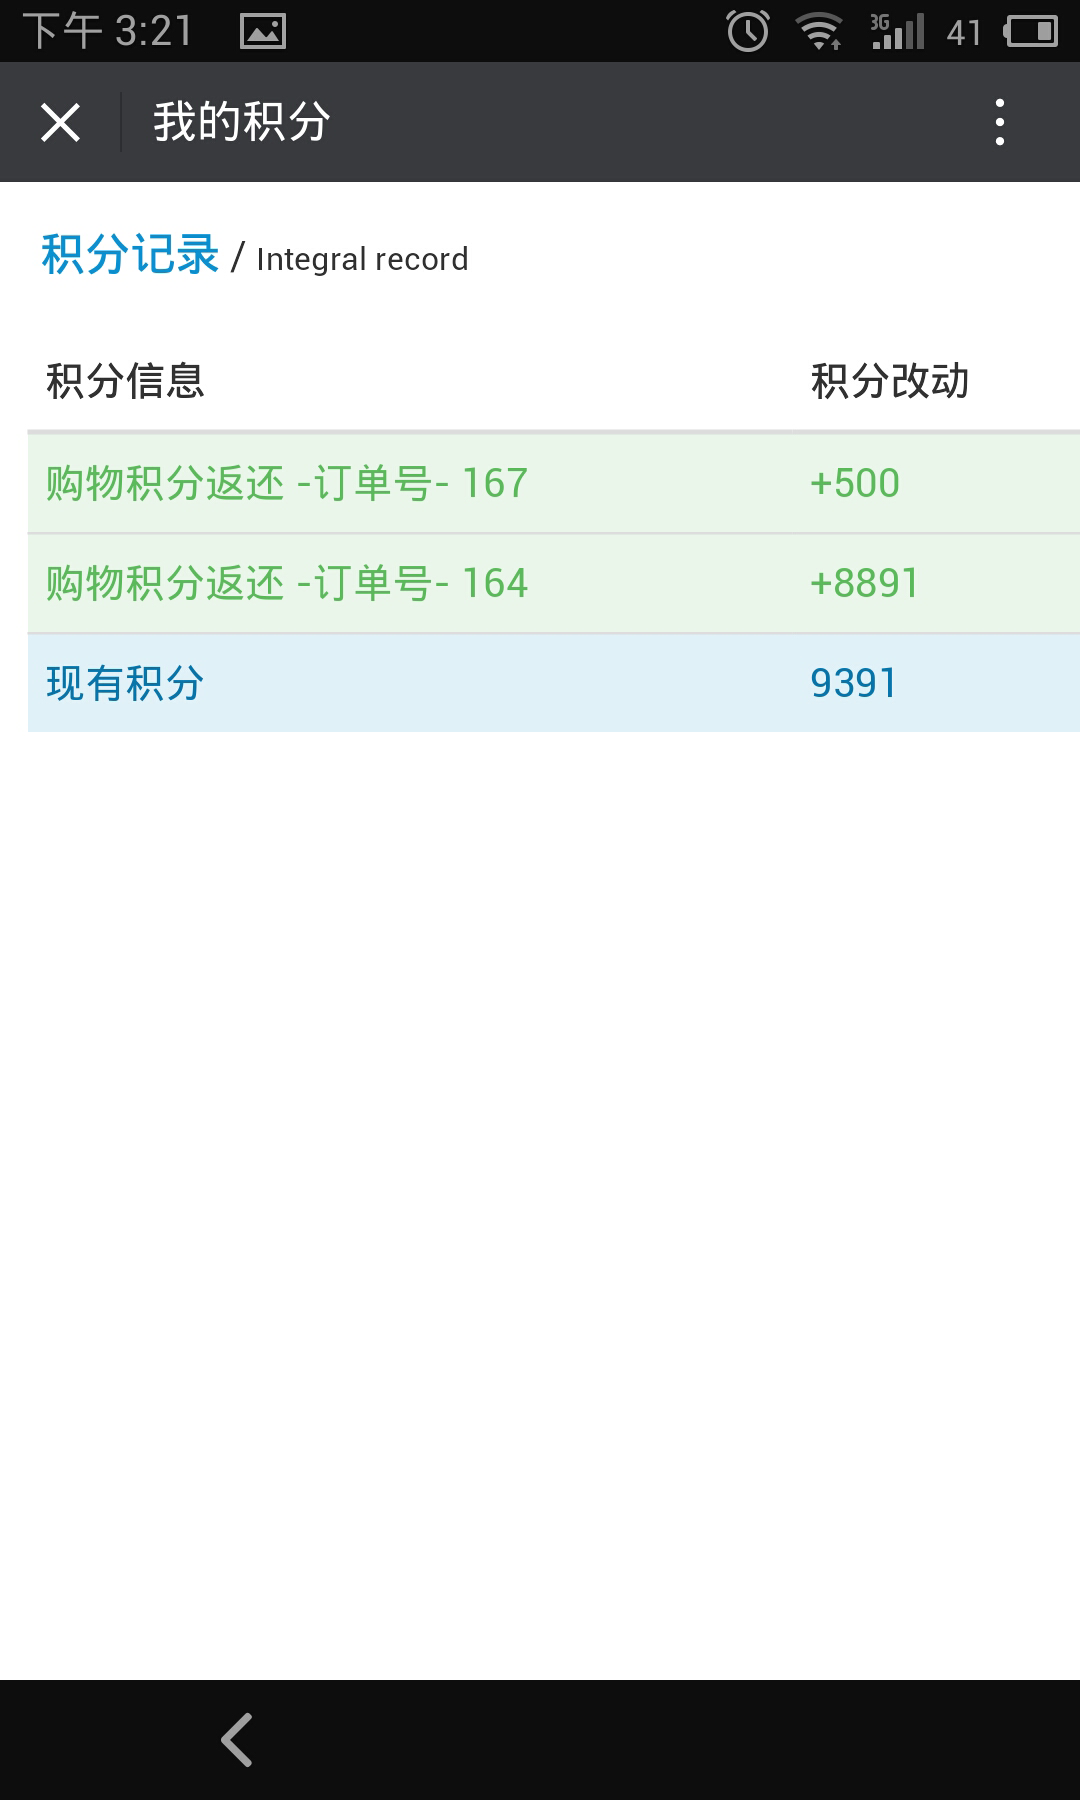 下午 3:21 3G 41
我的积分
积分记录 / Integral record
积分信息 积分改动
购物积分返还 -订单号- 167 +500
购物积分返还 -订单号- 164 +8891
现有积分 9391